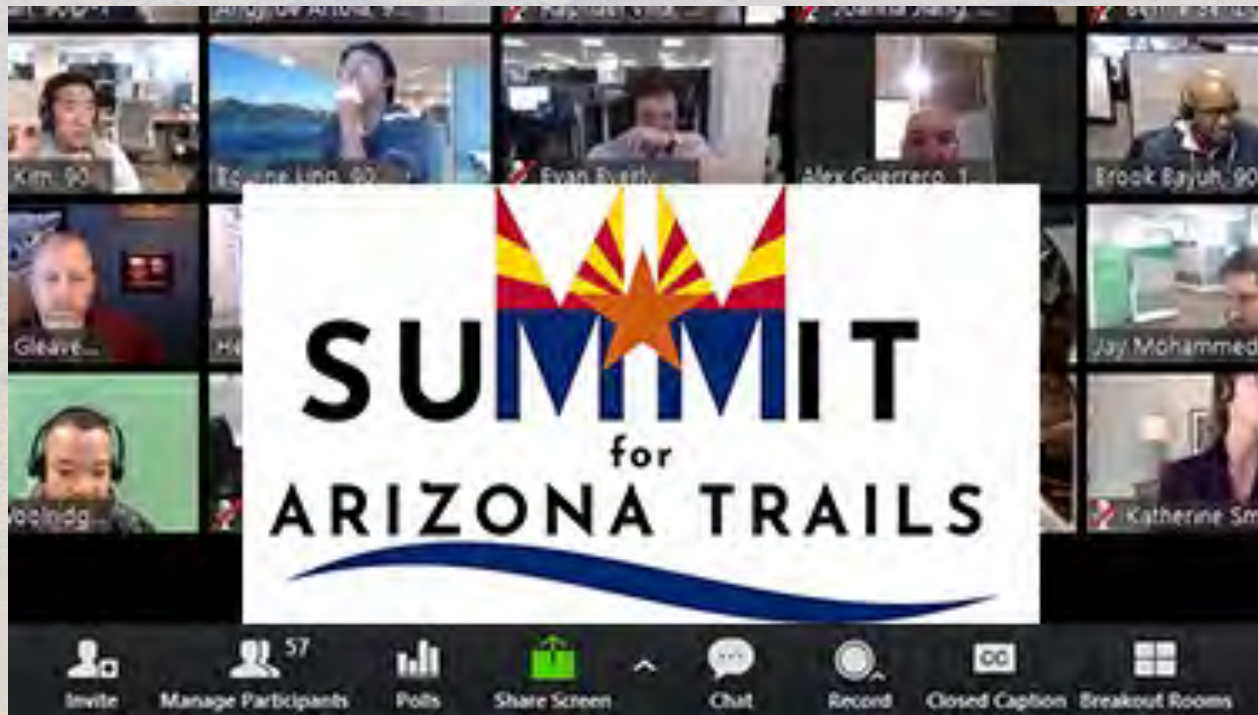 Kim, 90
Evan
Alex Guerrero, 1...
Brook Bayuh, 90
Gleave...
Jay Mohammed
Katherine Sm
SUMMIT
for
ARIZONA TRAILS
57
Invite
Manage Participants
Polls
Share Screen
Chat
Record
CC
Closed Caption
Breakout Rooms